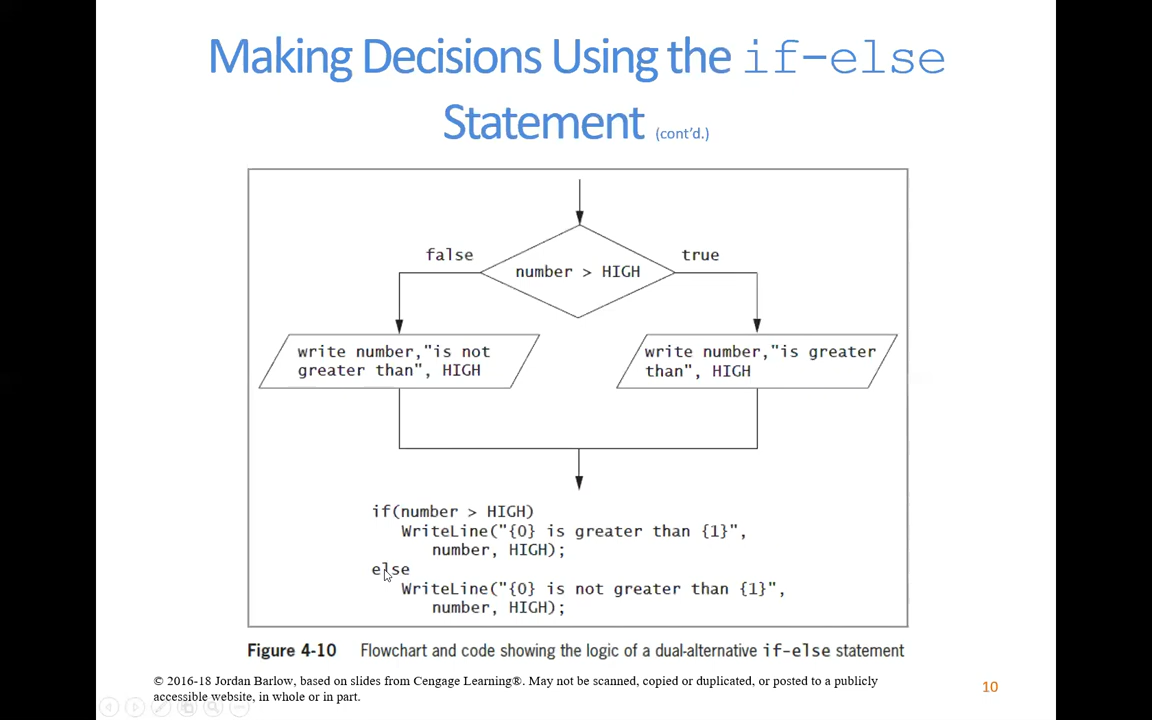 Making Decisions Using the if-else
Statement (cont'd.)
false
true
number > HIGH
write number,"is not
greater than", HIGH
write number,"is greater
than", HIGH
if(number > HIGH)
WriteLine("{0} is greater than {1}",
number, HIGH);
else
WriteLine("{0} is not greater than {1}",
number, HIGH);
Figure 4-10 Flowchart and code showing the logic of a dual-alternative if-else statement
© 2016-18 Jordan Barlow, based on slides from Cengage Learning®. May not be scanned, copied or duplicated, or posted to a publicly
accessible website, in whole or in part.
10